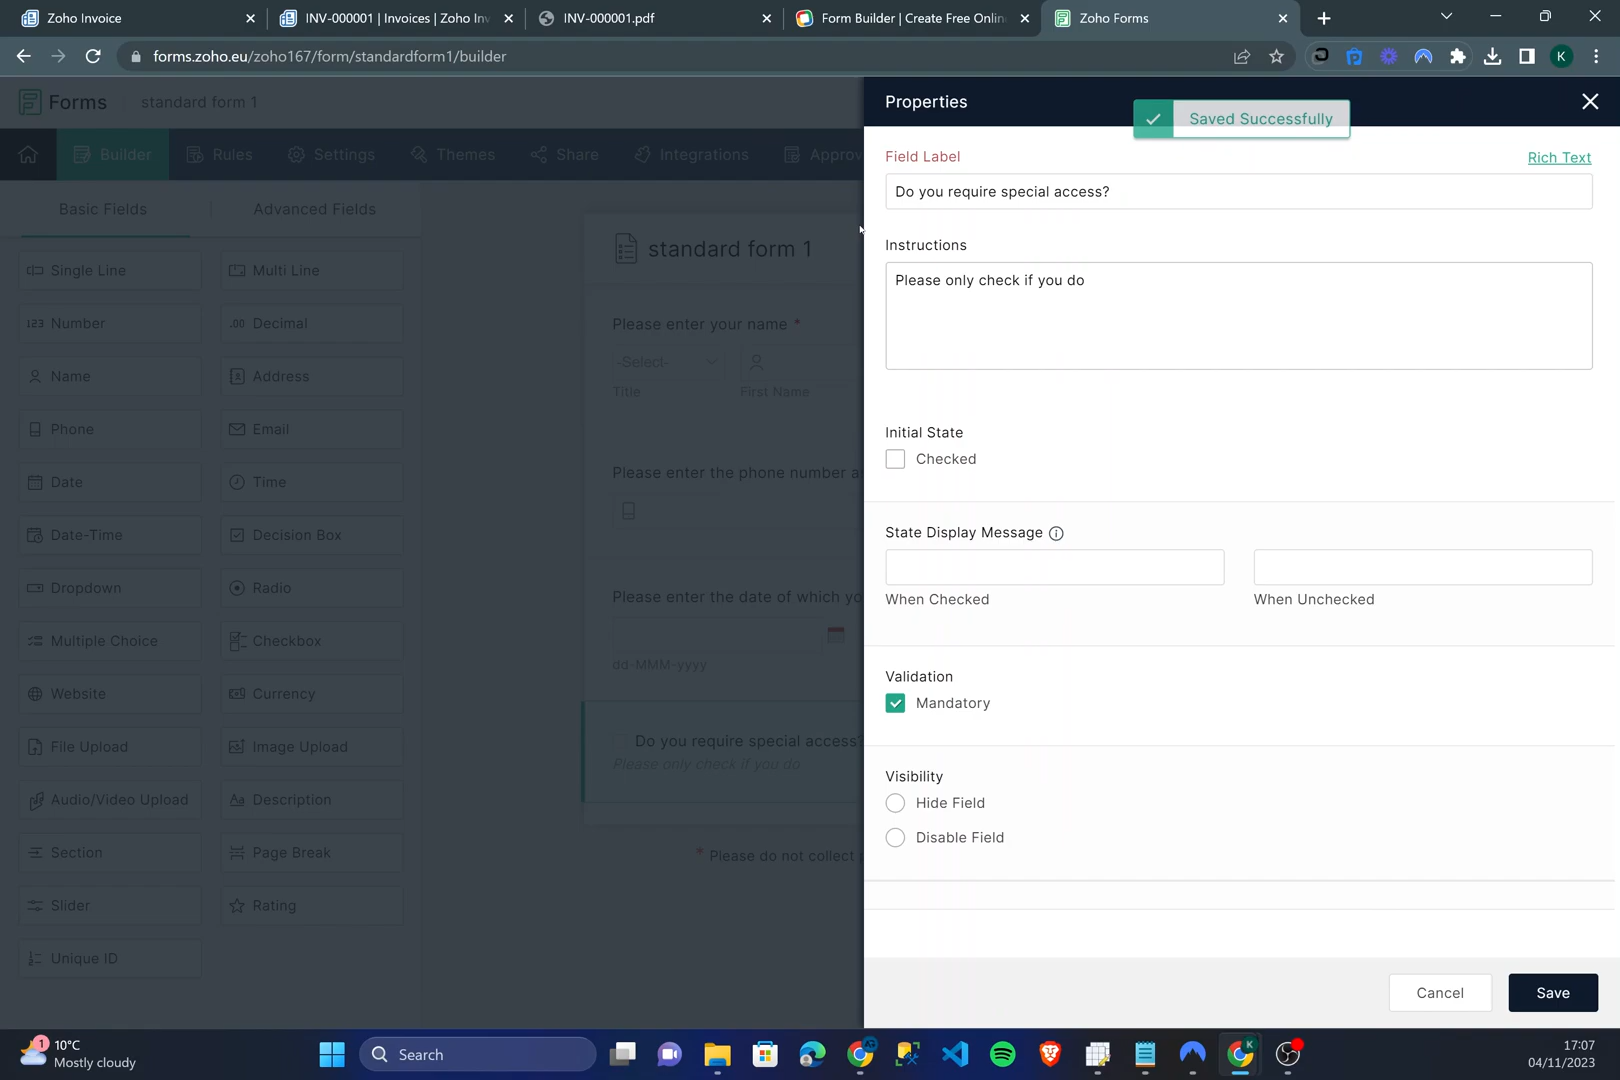 Zoho Invoice
INV-000001 | Invoices | Zoho Inv
INV-000001.pdf
Form Builder | Create Free Onlin
Zoho Forms
forms.zoho.eu/zoho167/form/standardform1/builder
K
Forms
standard form 1
Properties
Saved Successfully
Builder
Rules
Settings
Themes
Share
Integrations
Approv
Field Label
Rich Text
Do you require special access?
Instructions
Please only check if you do
Initial State
Checked
State Display Message
When Checked
When Unchecked
Validation
Mandatory
Visibility
Hide Field
Disable Field
Cancel
Save
Basic Fields
Advanced Fields
Single Line
Multi Line
123 Number
.00 Decimal
Name
Address
Phone
Email
Date
Time
Date-Time
Decision Box
Dropdown
Radio
Multiple Choice
Checkbox
Website
Currency
File Upload
Image Upload
Audio/Video Upload
Aa Description
Section
Page Break
Slider
Rating
Unique ID
standard form 1
Please enter your name *
-Select-
Title
First Name
Please enter the phone number a
Please enter the date of which yo
dd-MMM-yyyy
Do you require special access?
Please only check if you do
* Please do not collect p
1
10°C
Mostly cloudy
Search
K
17:07
04/11/2023